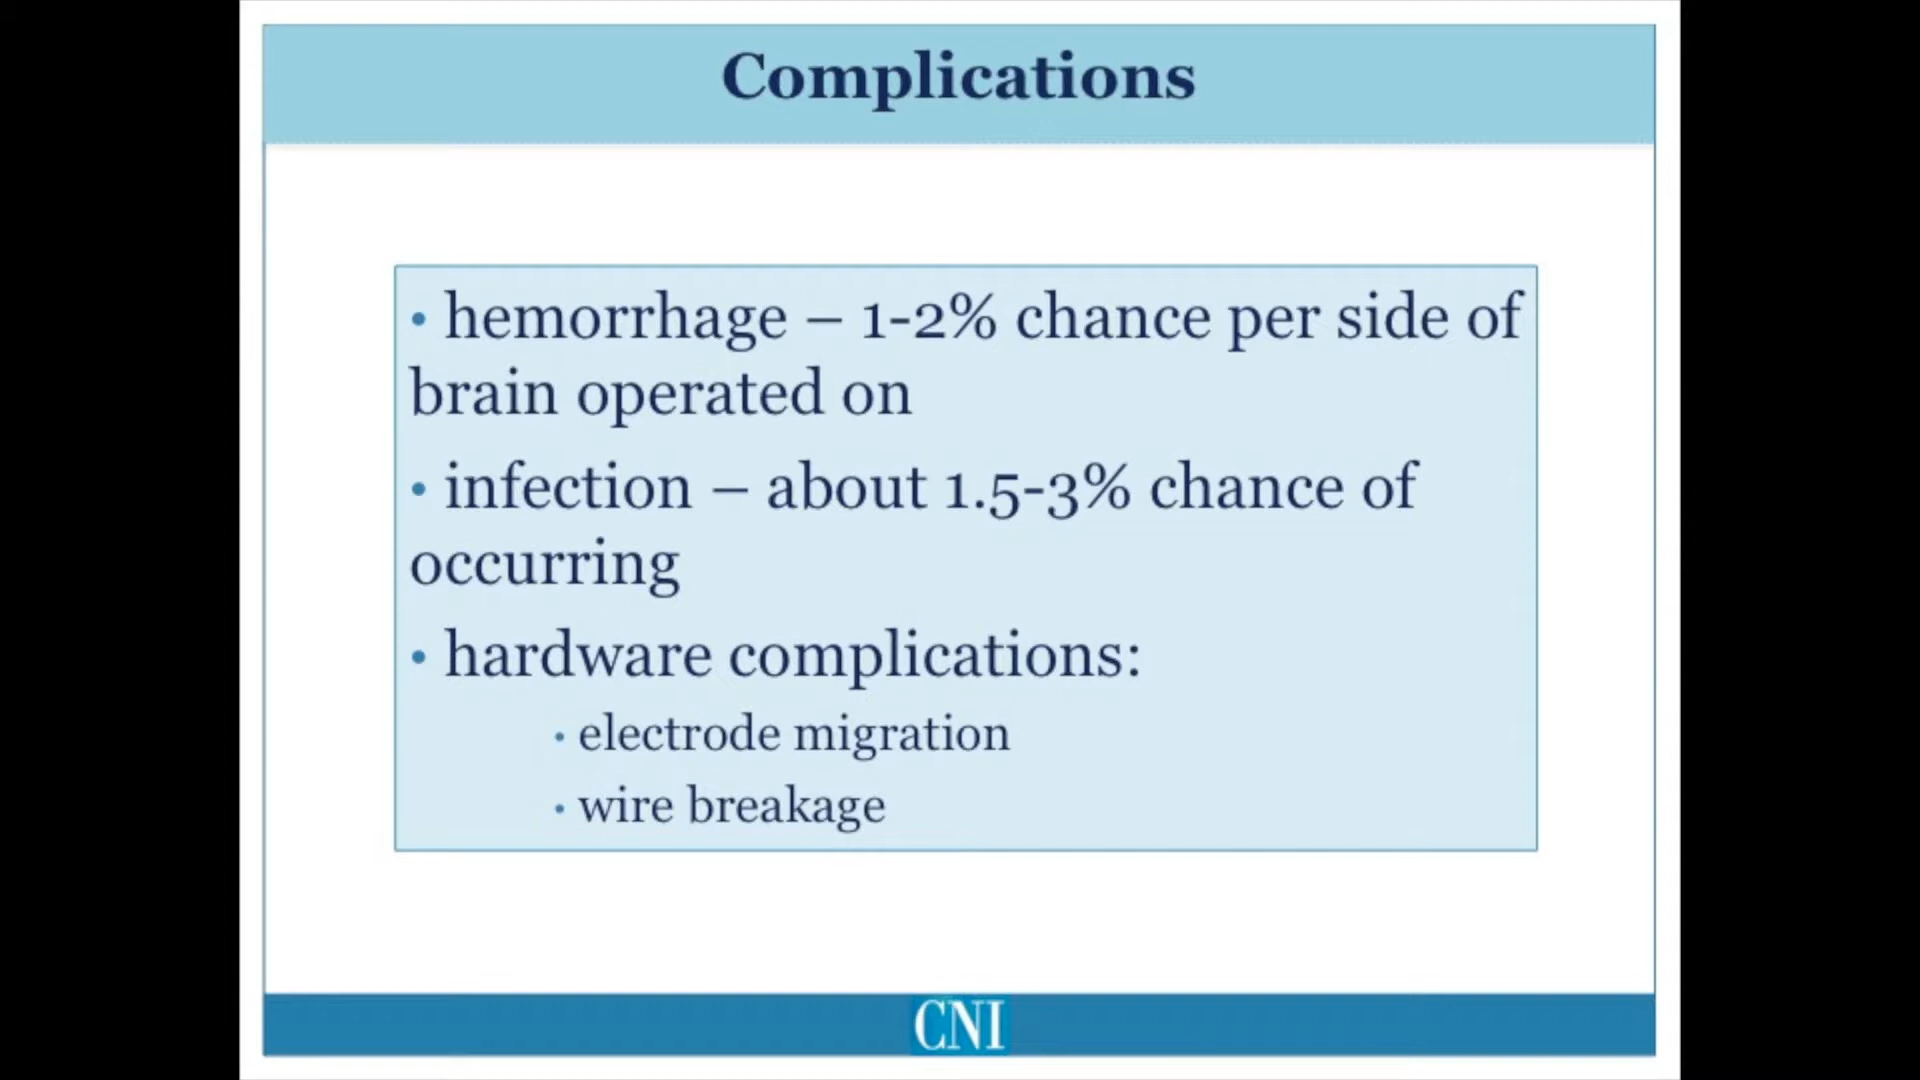 Complications
• hemorrhage – 1-2% chance per side of
brain operated on
• infection – about 1.5-3% chance of
occurring
• hardware complications:
• electrode migration
• wire breakage
CNI